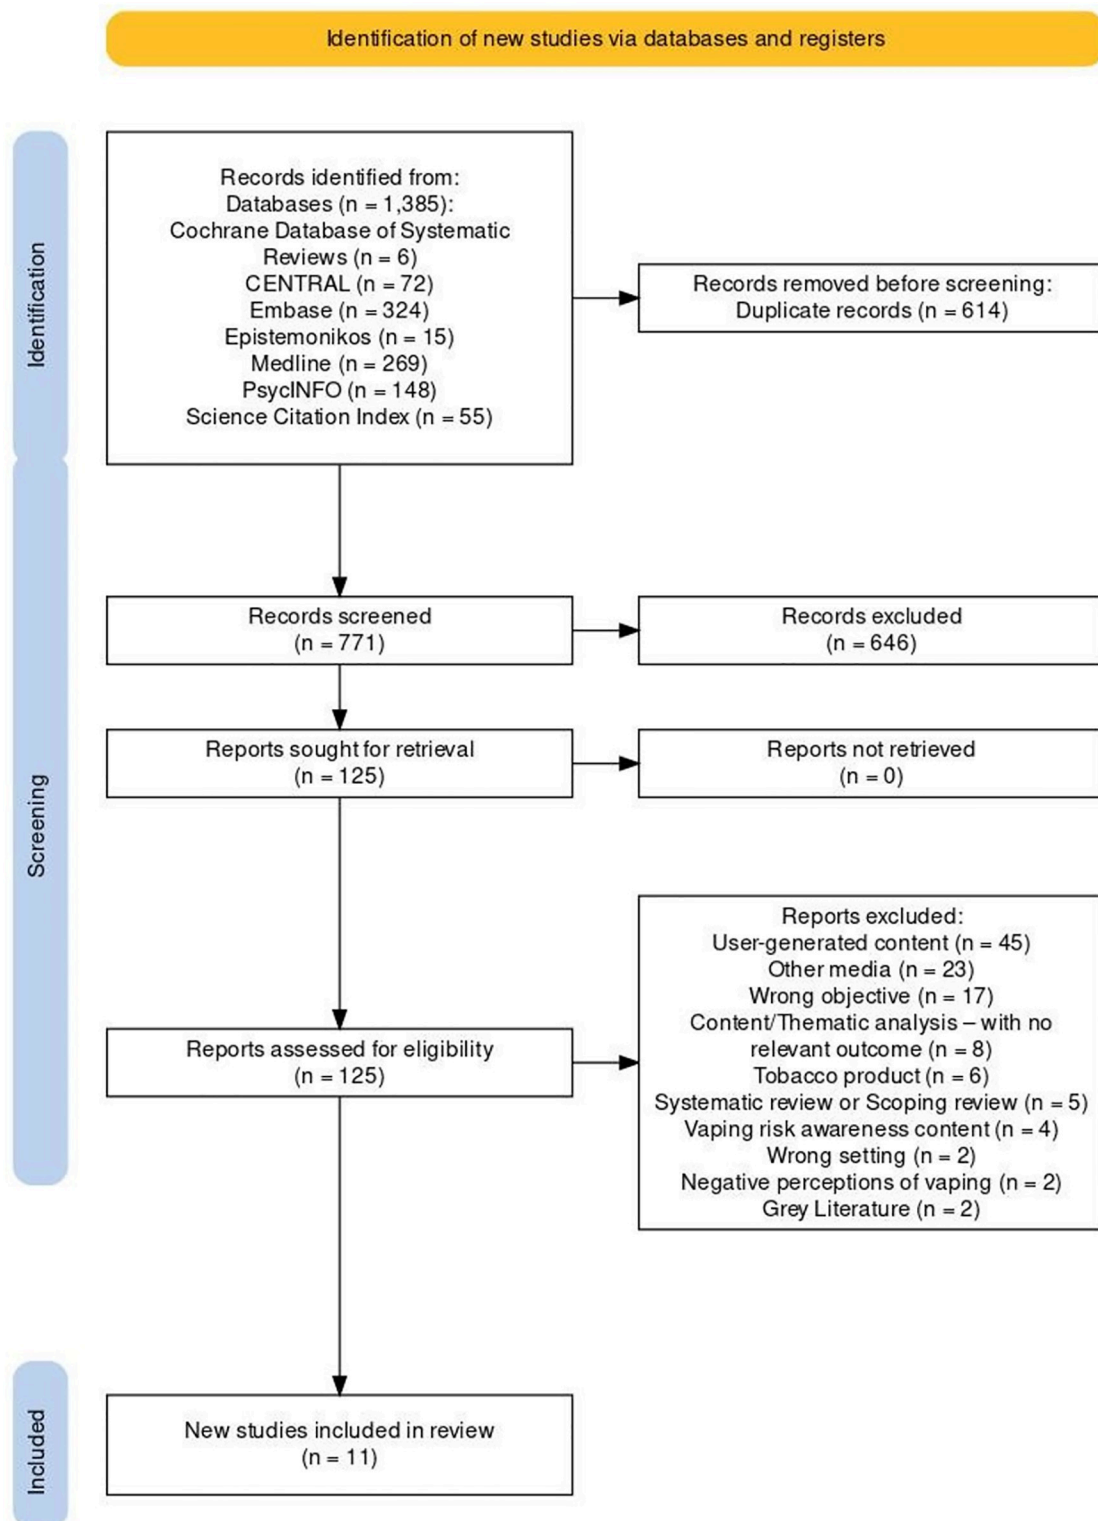 Identification of new studies via databases and registers
Identification
Records identified from:
Databases (n = 1,385):
Cochrane Database of Systematic
Reviews (n = 6)
CENTRAL (n = 72)
Embase (n = 324)
Epistemonikos (n = 15)
Medline (n = 269)
PsycINFO (n = 148)
Science Citation Index (n = 55)
Records removed before screening:
Duplicate records (n = 614)
Screening
Records screened
(n = 771)
Records excluded
(n = 646)
Reports sought for retrieval
(n = 125)
Reports not retrieved
(n = 0)
Reports assessed for eligibility
(n = 125)
Reports excluded:
User-generated content (n = 45)
Other media (n = 23)
Wrong objective (n = 17)
Content/Thematic analysis – with no
relevant outcome (n = 8)
Tobacco product (n = 6)
Systematic review or Scoping review (n = 5)
Vaping risk awareness content (n = 4)
Wrong setting (n = 2)
Negative perceptions of vaping (n = 2)
Grey Literature (n = 2)
Included
New studies included in review
(n = 11)